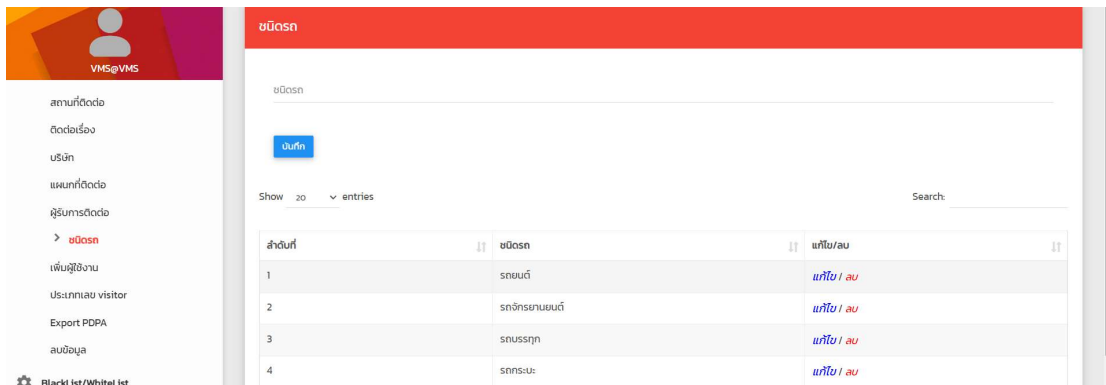 VMS@VMS
สถานที่ติดต่อ
ติดต่อเรื่อง
บริษัท
แผนกที่ติดต่อ
ผู้รับการติดต่อ
> ชนิดรถ
เพิ่มผู้ใช้งาน
ประเภทเลข visitor
Export PDPA
ลบข้อมูล
BlackList/WhiteList
ชนิดรถ
ชนิดรถ
บันทึก
Show 20 entries Search:
ลำดับที่ ชนิดรถ แก้ไข/ลบ
1 รถยนต์ แก้ไข / ลบ
2 รถจักรยานยนต์ แก้ไข / ลบ
3 รถบรรทุก แก้ไข / ลบ
4 รถกระบะ แก้ไข / ลบ